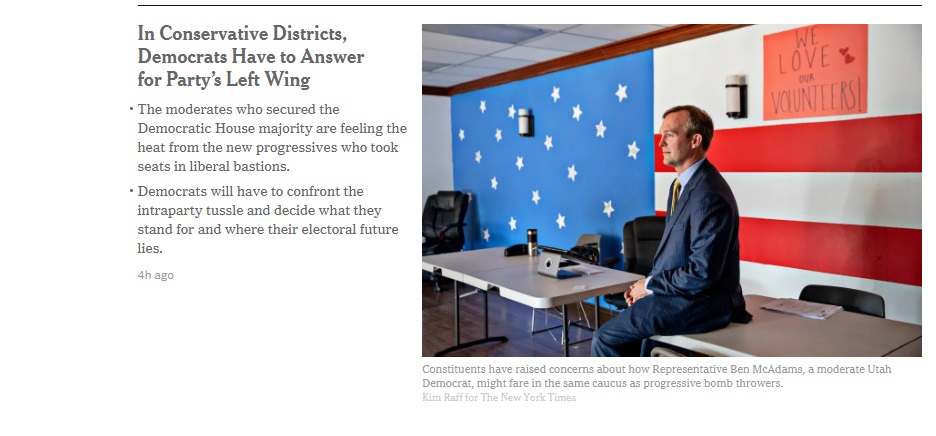 In Conservative Districts,
Democrats Have to Answer
for Party's Left Wing
• The moderates who secured the
Democratic House majority are feeling the
heat from the new progressives who took
seats in liberal bastions.
• Democrats will have to confront the
intraparty tussle and decide what they
stand for and where their electoral future
lies.
4h ago
WE
LOVE
OUR
VOLUNTEERS!
Constituents have raised concerns about how Representative Ben McAdams, a moderate Utah
Democrat, might fare in the same caucus as progressive bomb throwers.
Kim Raff for The New York Times